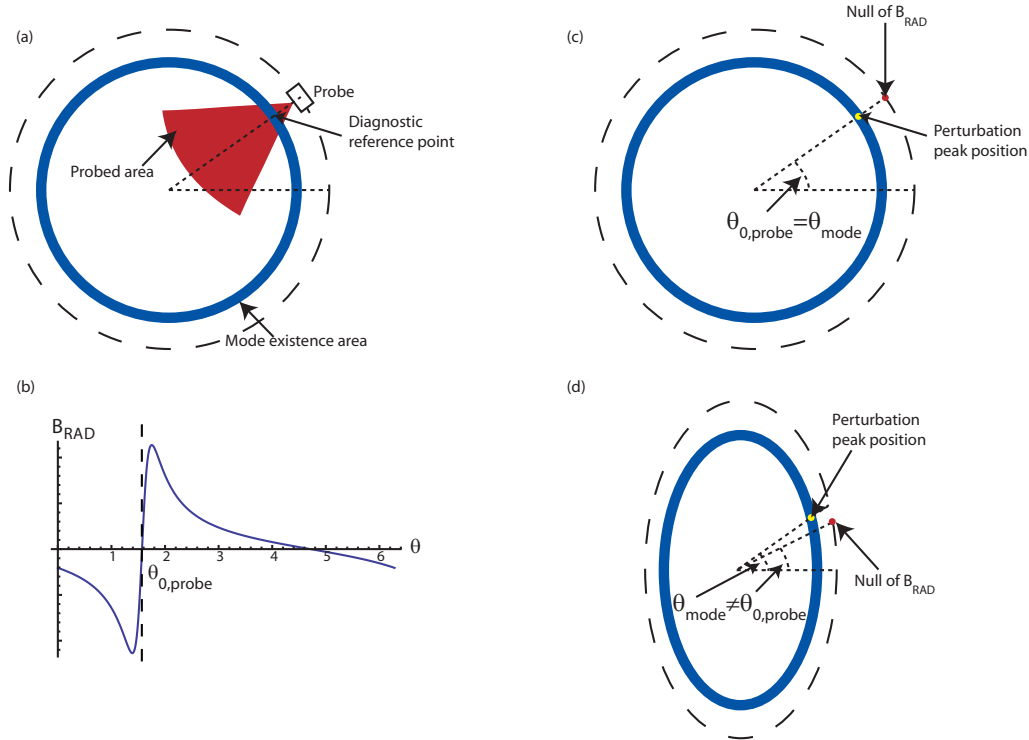 (a)
Probe
Diagnostic
reference point
Probed area
Mode existence area
(b)
B_RAD
1 2 3 4 5 6
θ
θ_0,probe
(c)
Null of B_RAD
Perturbation
peak position
θ_0,probe=θ_mode
(d)
Perturbation
peak position
Null of B_RAD
θ_mode≠θ_0,probe